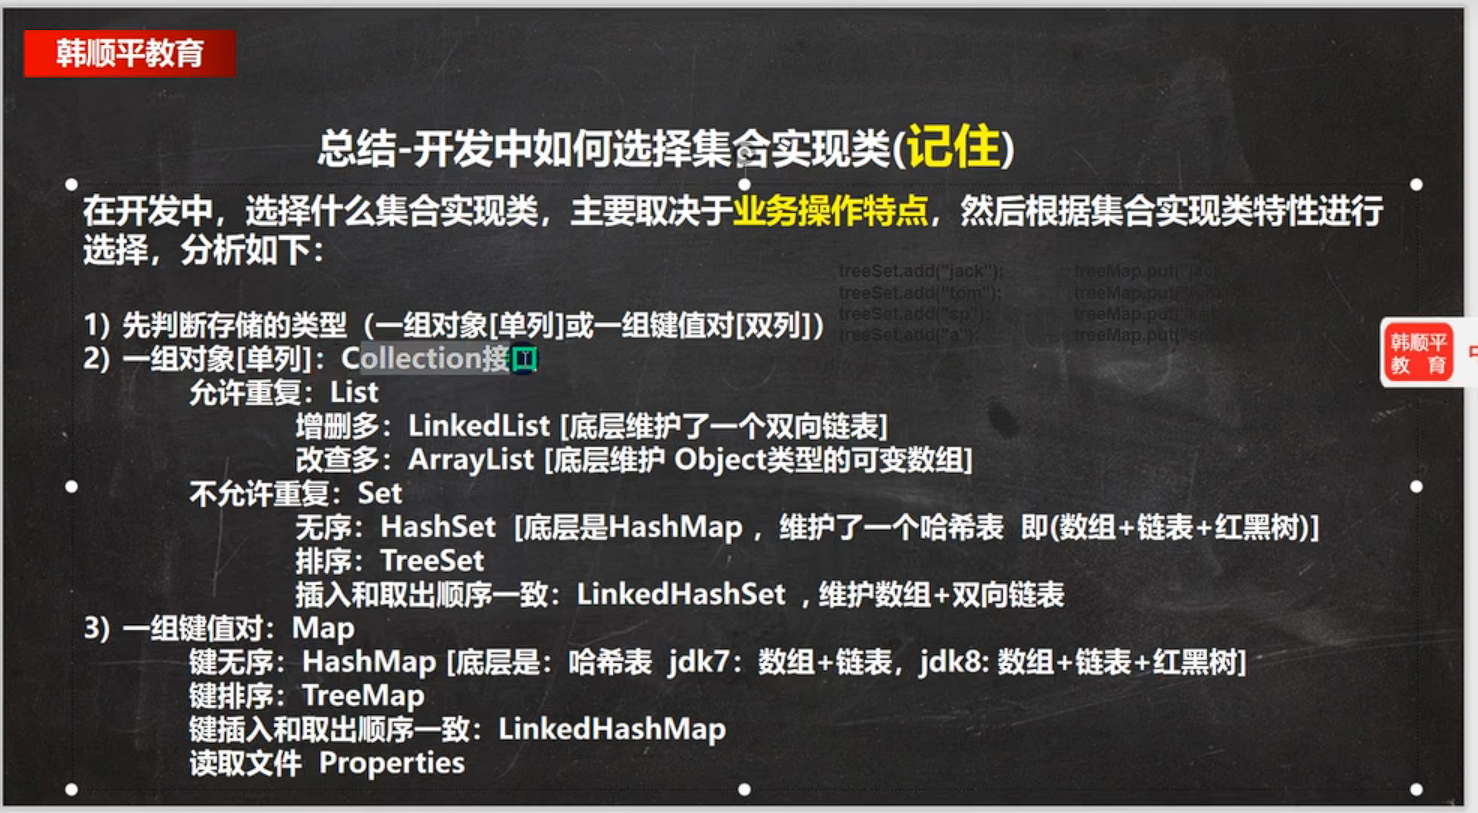 韩顺平教育
总结-开发中如何选择集合实现类(记住)
在开发中，选择什么集合实现类，主要取决于业务操作特点，然后根据集合实现类特性进行
选择，分析如下：
treeSet.add("jack");
treeSet.add("tom");
treeSet.add("sp");
treeSet.add("a");
1) 先判断存储的类型（一组对象[单列]或一组键值对[双列]）
2) 一组对象[单列]：Collection接口
允许重复：List
增删多：LinkedList [底层维护了一个双向链表]
改查多：ArrayList [底层维护 Object类型的可变数组]
不允许重复：Set
无序：HashSet [底层是HashMap ，维护了一个哈希表 即(数组+链表+红黑树)]
排序：TreeSet
插入和取出顺序一致：LinkedHashSet ，维护数组+双向链表
3) 一组键值对：Map
键无序：HashMap [底层是：哈希表 jdk7：数组+链表，jdk8: 数组+链表+红黑树]
键排序：TreeMap
键插入和取出顺序一致：LinkedHashMap
读取文件 Properties
韩顺平
教 育